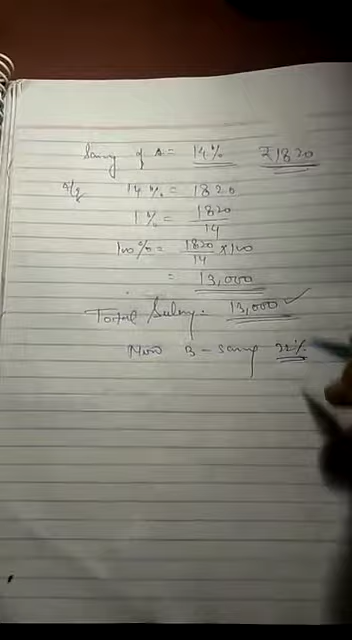 Saving of A = 14% ₹1820
A/q 14% = 1820
1% = 1820/14
100% = 1820/14 × 100
= 13,000
Total Salary = 13,000 ✓
Now B - saving 32%